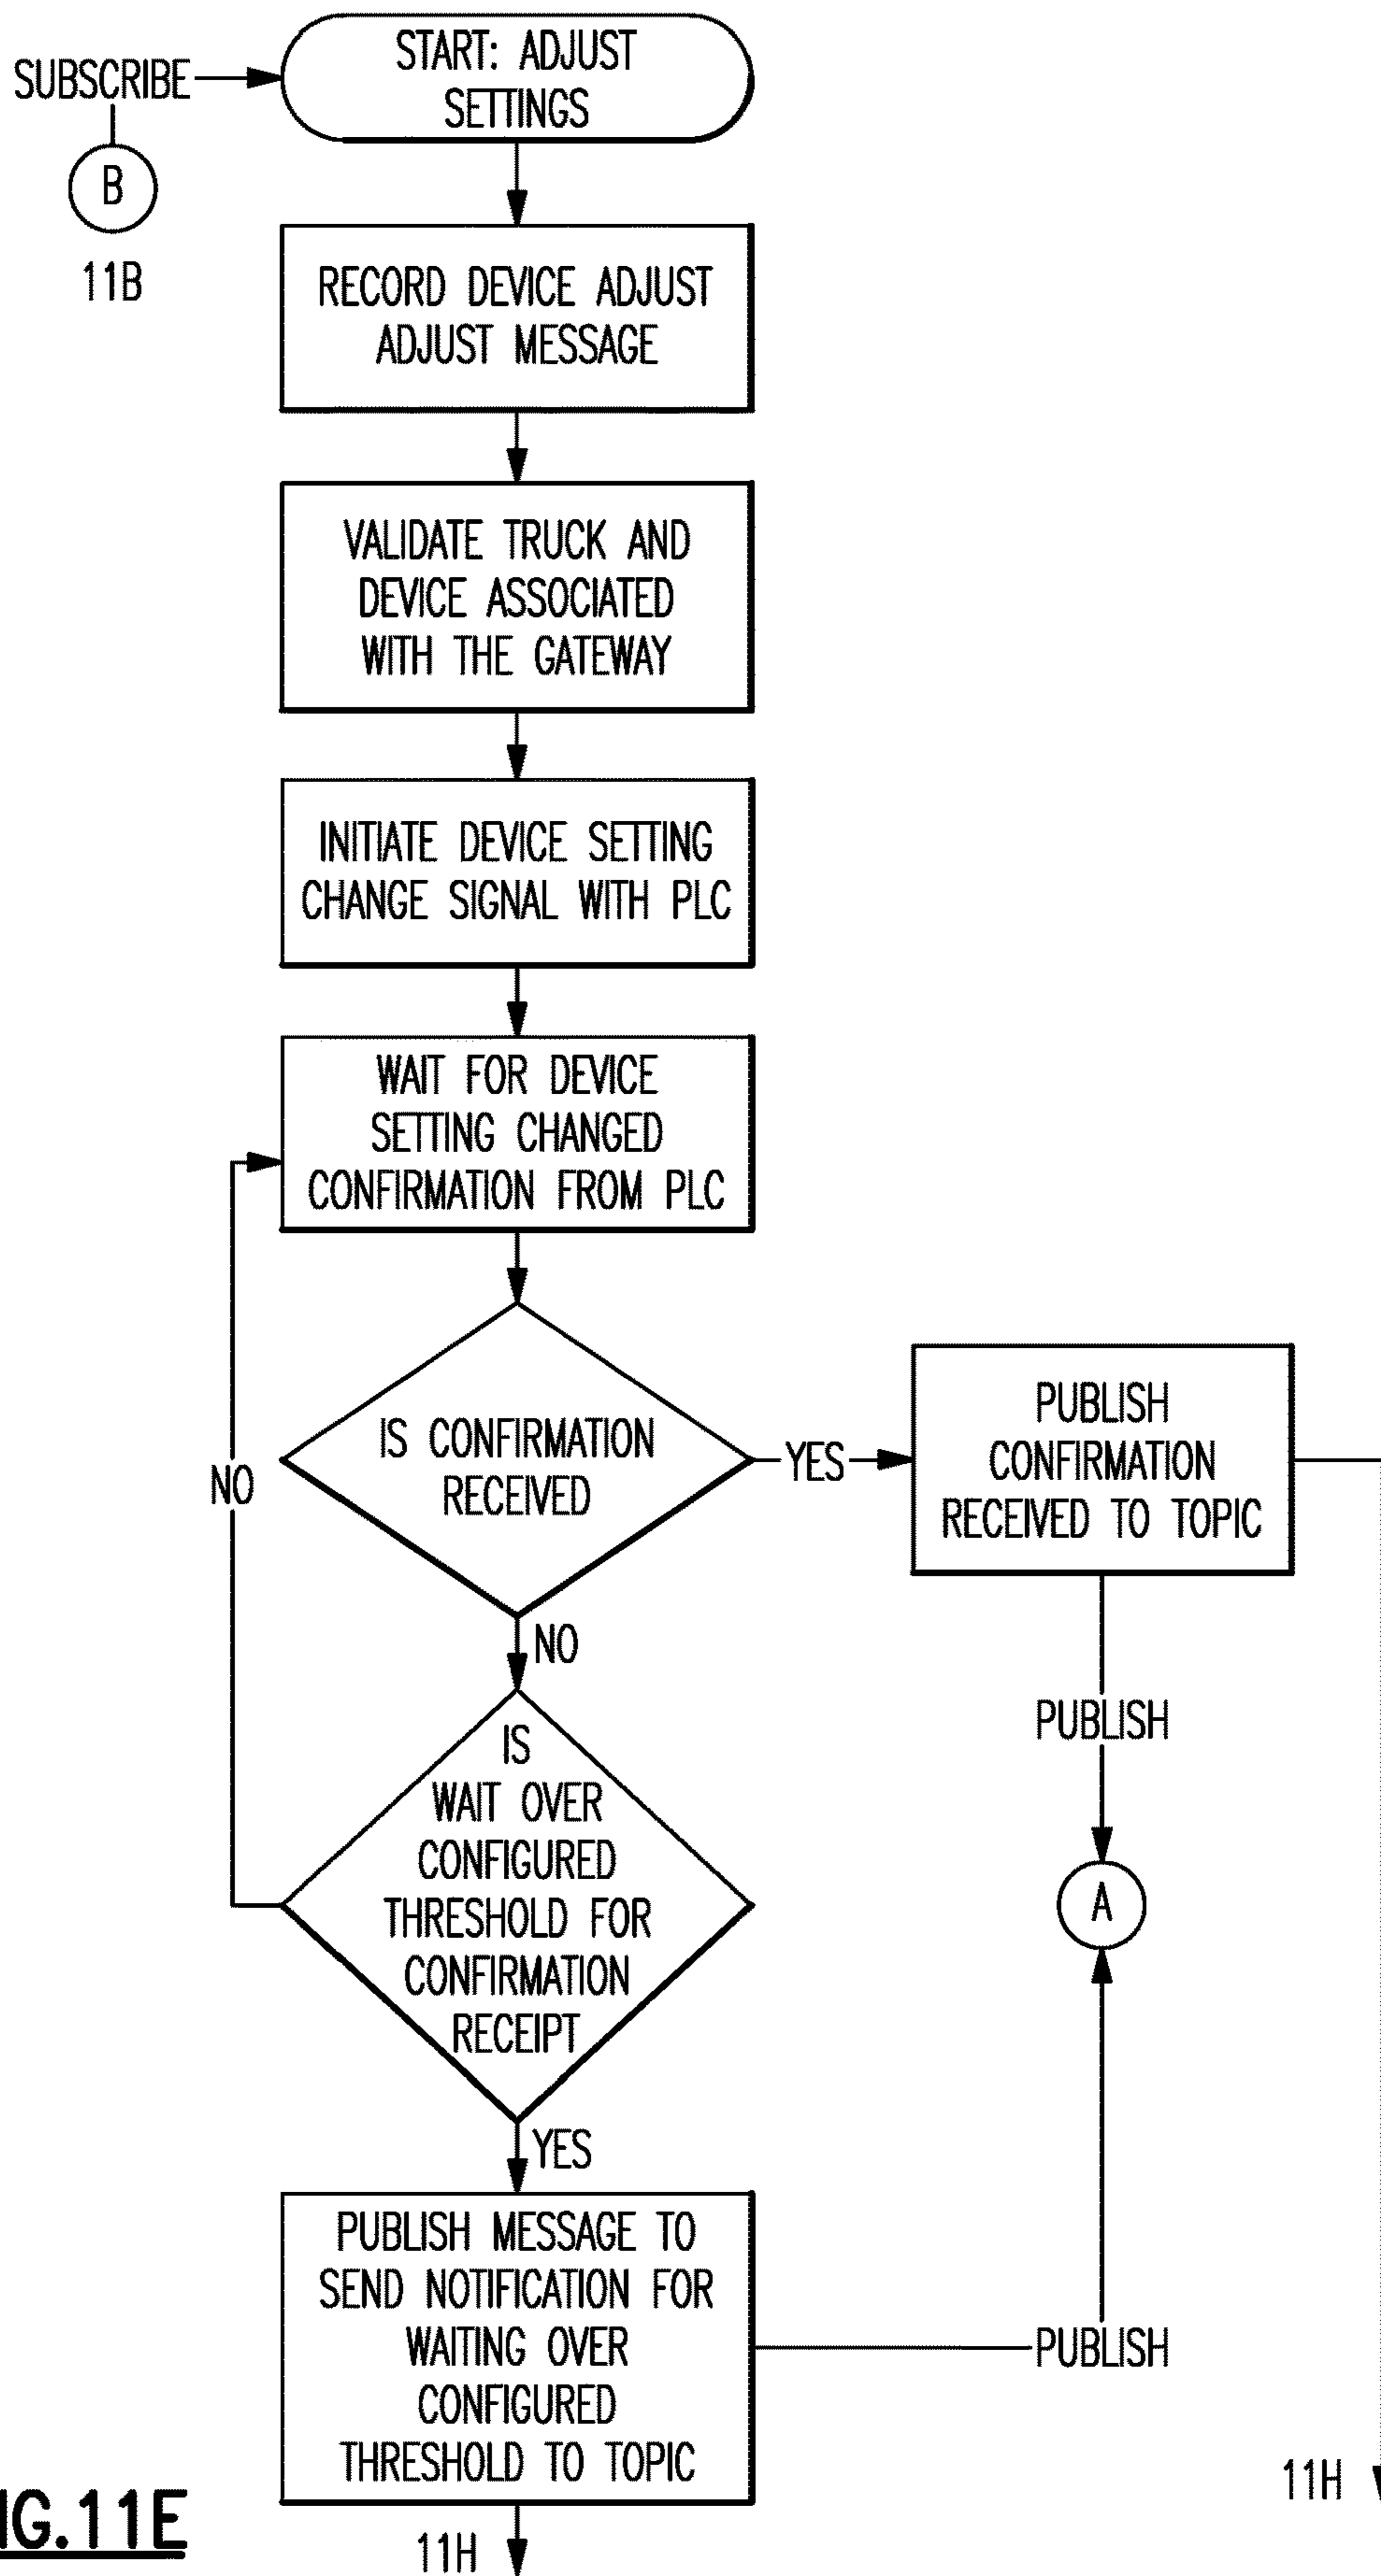 START: ADJUST
SETTINGS
SUBSCRIBE
B
11B
RECORD DEVICE ADJUST
ADJUST MESSAGE
VALIDATE TRUCK AND
DEVICE ASSOCIATED
WITH THE GATEWAY
INITIATE DEVICE SETTING
CHANGE SIGNAL WITH PLC
WAIT FOR DEVICE
SETTING CHANGED
CONFIRMATION FROM PLC
IS CONFIRMATION
RECEIVED
YES
PUBLISH
CONFIRMATION
RECEIVED TO TOPIC
NO
NO
PUBLISH
IS
WAIT OVER
CONFIGURED
THRESHOLD FOR
CONFIRMATION
RECEIPT
A
YES
PUBLISH MESSAGE TO
SEND NOTIFICATION FOR
WAITING OVER
CONFIGURED
THRESHOLD TO TOPIC
PUBLISH
11H
11H
IG.11E